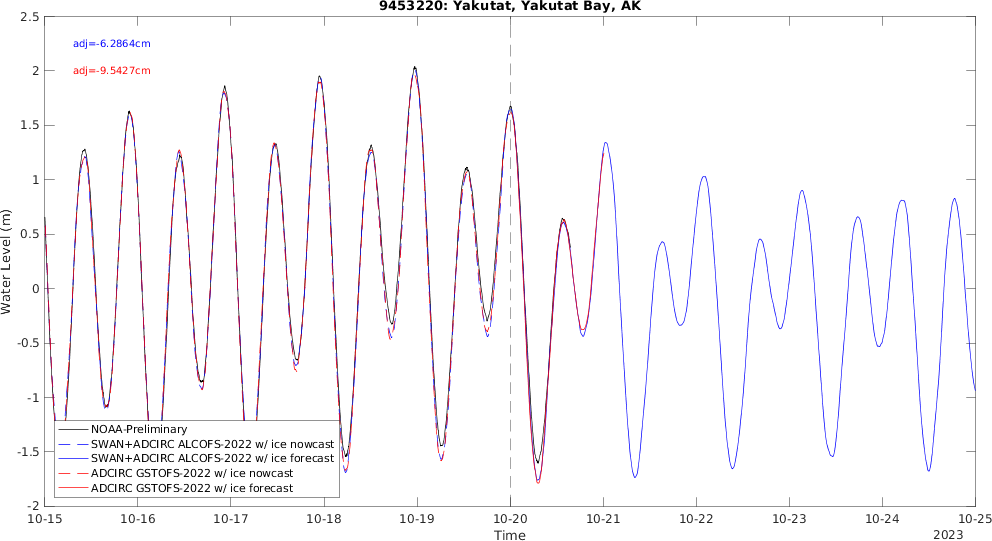 9453220: Yakutat, Yakutat Bay, AK
adj=-6.2864cm
adj=-9.5427cm
2.5
2
1.5
1
0.5
0
-0.5
-1
-1.5
-2
Water Level (m)
NOAA-Preliminary
SWAN+ADCIRC ALCOFS-2022 w/ ice nowcast
SWAN+ADCIRC ALCOFS-2022 w/ ice forecast
ADCIRC GSTOFS-2022 w/ ice nowcast
ADCIRC GSTOFS-2022 w/ ice forecast
10-15 10-16 10-17 10-18 10-19 10-20 10-21 10-22 10-23 10-24 10-25
Time
2023